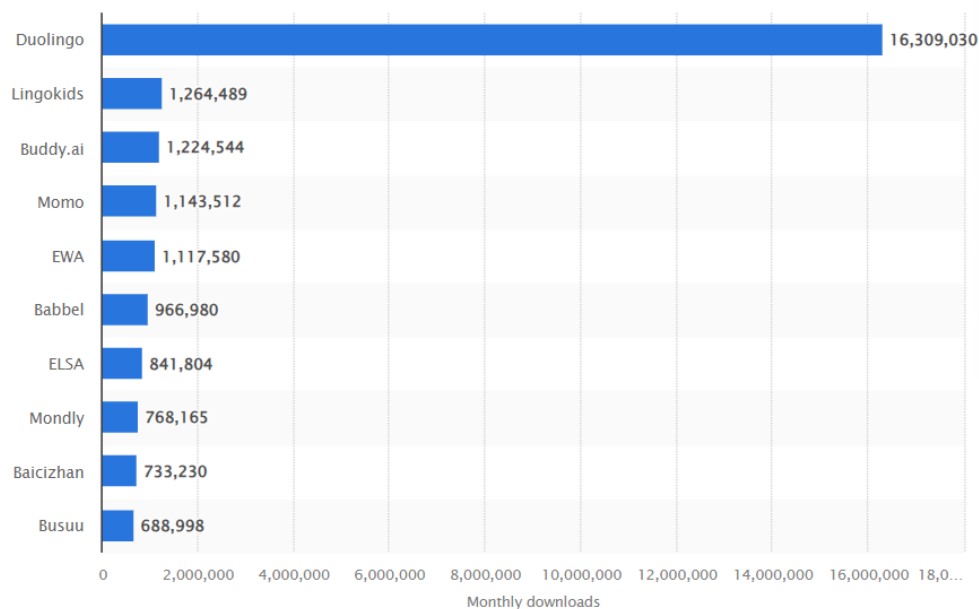 Duolingo 16,309,030
Lingokids 1,264,489
Buddy.ai 1,224,544
Momo 1,143,512
EWA 1,117,580
Babbel 966,980
ELSA 841,804
Mondly 768,165
Baicizhan 733,230
Busuu 688,998
0 2,000,000 4,000,000 6,000,000 8,000,000 10,000,000 12,000,000 14,000,000 16,000,000 18,0...
Monthly downloads